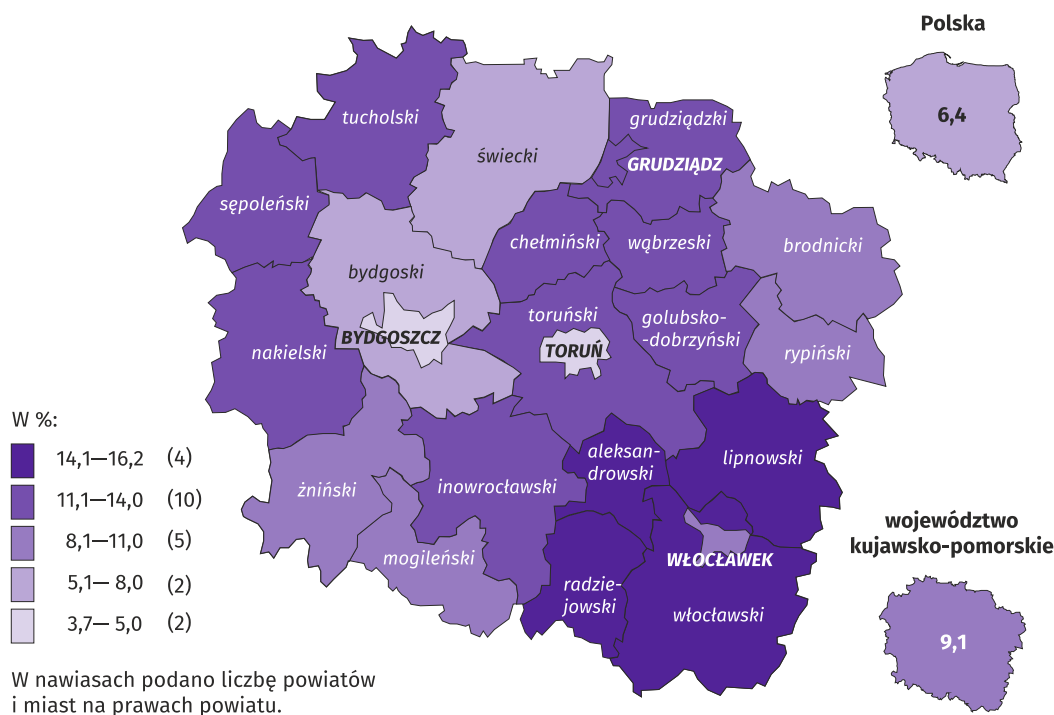 Polska
6,4
tucholski
grudziądzki
świecki
GRUDZIĄDZ
sępoleński
chełmiński
wąbrzeski
brodnicki
bydgoski
toruński
golubsko-
-dobrzyński
BYDGOSZCZ
TORUŃ
nakielski
rypiński
W %:
14,1—16,2 (4)
11,1—14,0 (10)
8,1—11,0 (5)
5,1— 8,0 (2)
3,7— 5,0 (2)
aleksan-
drowski
lipnowski
żniński
inowrocławski
mogileński
WŁOCŁAWEK
radzie-
jowski
włocławski
województwo
kujawsko-pomorskie
9,1
W nawiasach podano liczbę powiatów
i miast na prawach powiatu.